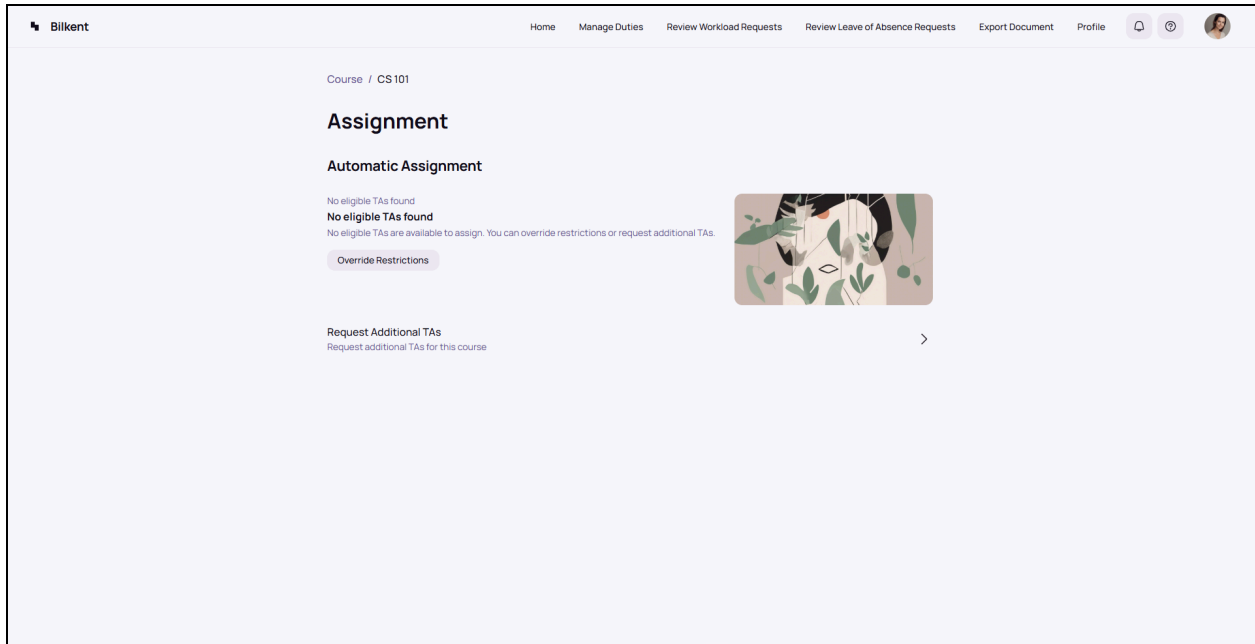 Bilkent
Home Manage Duties Review Workload Requests Review Leave of Absence Requests Export Document Profile
Course / CS 101
Assignment
Automatic Assignment
No eligible TAs found
No eligible TAs found
No eligible TAs are available to assign. You can override restrictions or request additional TAs.
Override Restrictions
Request Additional TAs
Request additional TAs for this course